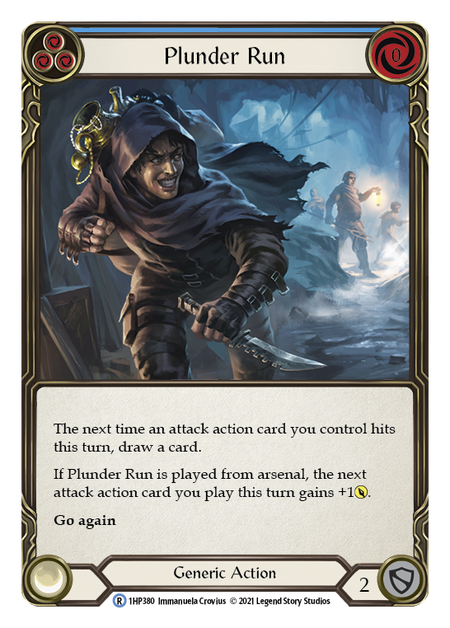 Plunder Run
0
The next time an attack action card you control hits
this turn, draw a card.
If Plunder Run is played from arsenal, the next
attack action card you play this turn gains +1.
Go again
Generic Action
2
R 1HP380 Immanuela Crovius © 2021 Legend Story Studios